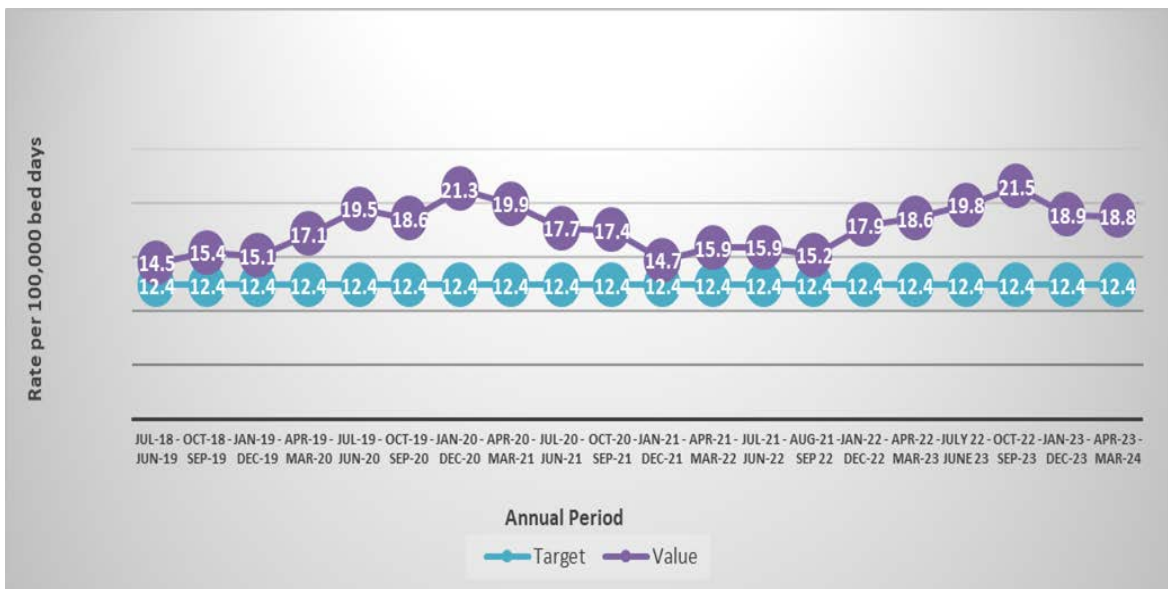 Rate per 100,000 bed days
14.5 15.4 15.1 17.1 19.5 18.6 21.3 19.9 17.7 17.4 14.7 15.9 15.9 15.2 17.9 18.6 19.8 21.5 18.9 18.8
12.4 12.4 12.4 12.4 12.4 12.4 12.4 12.4 12.4 12.4 12.4 12.4 12.4 12.4 12.4 12.4 12.4 12.4 12.4 12.4
JUL-18 - OCT-18 - JAN-19 - APR-19 - JUL-19 - OCT-19 - JAN-20 - APR-20 - JUL-20 - OCT-20 - JAN-21 - APR-21 - JUL-21 - AUG-21 - JAN-22 - APR-22 - JULY 22 - OCT-22 - JAN-23 - APR-23 -
JUN-19 SEP-19 DEC-19 MAR-20 JUN-20 SEP-20 DEC-20 MAR-21 JUN-21 SEP-21 DEC-21 MAR-22 JUN-22 SEP 22 DEC-22 MAR-23 JUNE 23 SEP-23 DEC-23 MAR-24
Annual Period
Target Value